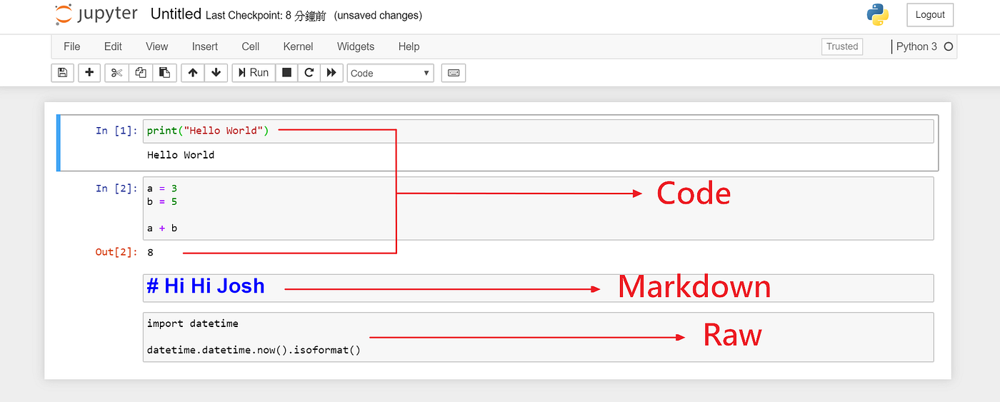 jupyter Untitled Last Checkpoint: 8 分鐘前 (unsaved changes) Logout
File Edit View Insert Cell Kernel Widgets Help Trusted Python 3
Run Code
In [1]: print("Hello World")
Hello World
In [2]: a = 3
b = 5
a + b
Code
Out[2]: 8
# Hi Hi Josh
Markdown
import datetime
datetime.datetime.now().isoformat()
Raw